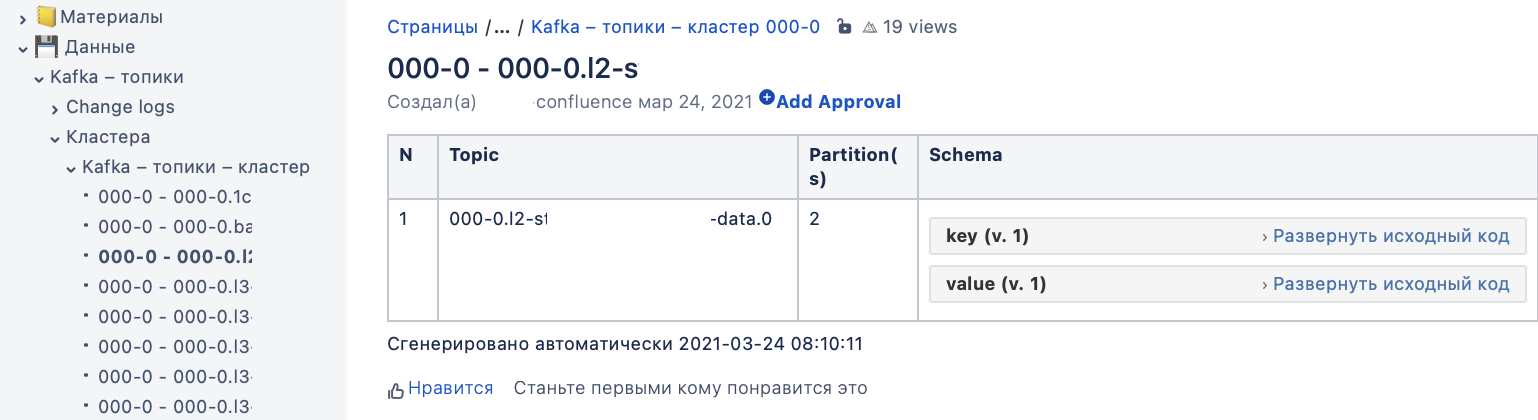 Материалы
Данные
Kafka – топики
Change logs
Кластера
Kafka – топики – кластер
000-0 - 000-0.1c
000-0 - 000-0.ba
000-0 - 000-0.l2
000-0 - 000-0.l3-
000-0 - 000-0.l3-
000-0 - 000-0.l3-
000-0 - 000-0.l3-
000-0 - 000-0.l3-
Страницы /... / Kafka – топики – кластер 000-0 19 views
000-0 - 000-0.l2-s
Создал(а) confluence мар 24, 2021 Add Approval
N Topic Partition(
s) Schema
1 000-0.l2-st -data.0 2
key (v. 1) › Развернуть исходный код
value (v. 1) › Развернуть исходный код
Сгенерировано автоматически 2021-03-24 08:10:11
Нравится Станьте первыми кому понравится это